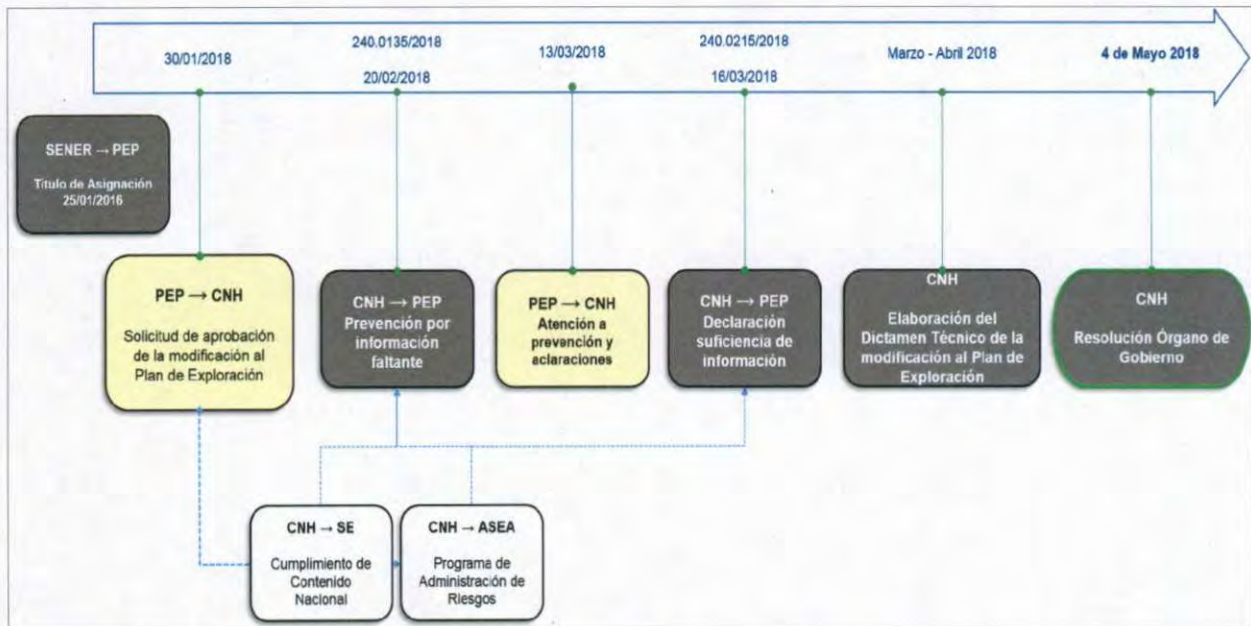 30/01/2018
240.0135/2018
20/02/2018
13/03/2018
240.0215/2018
16/03/2018
Marzo - Abril 2018
4 de Mayo 2018
SENER → PEP
Título de Asignación
25/01/2016
PEP → CNH
Solicitud de aprobación
de la modificación al
Plan de Exploración
CNH → PEP
Prevención por
información
faltante
PEP → CNH
Atención a
prevención y
aclaraciones
CNH → PEP
Declaración
suficiencia de
información
CNH
Elaboración del
Dictamen Técnico de la
modificación al Plan de
Exploración
CNH
Resolución Órgano de
Gobierno
CNH → SE
Cumplimiento de
Contenido
Nacional
CNH → ASEA
Programa de
Administración de
Riesgos